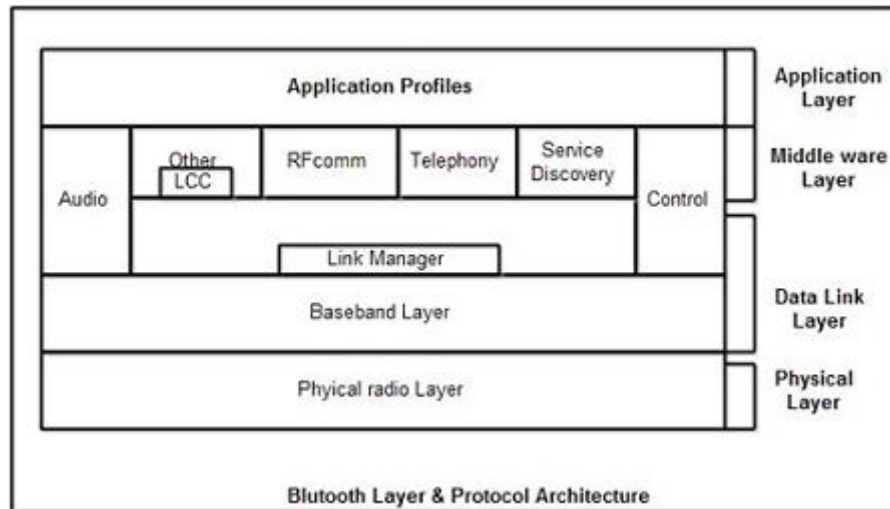 Application Profiles
Application
Layer
Audio
Other
LCC
RFcomm
Telephony
Service
Discovery
Control
Middle ware
Layer
Link Manager
Baseband Layer
Data Link
Layer
Phyical radio Layer
Physical
Layer
Blutooth Layer & Protocol Architecture